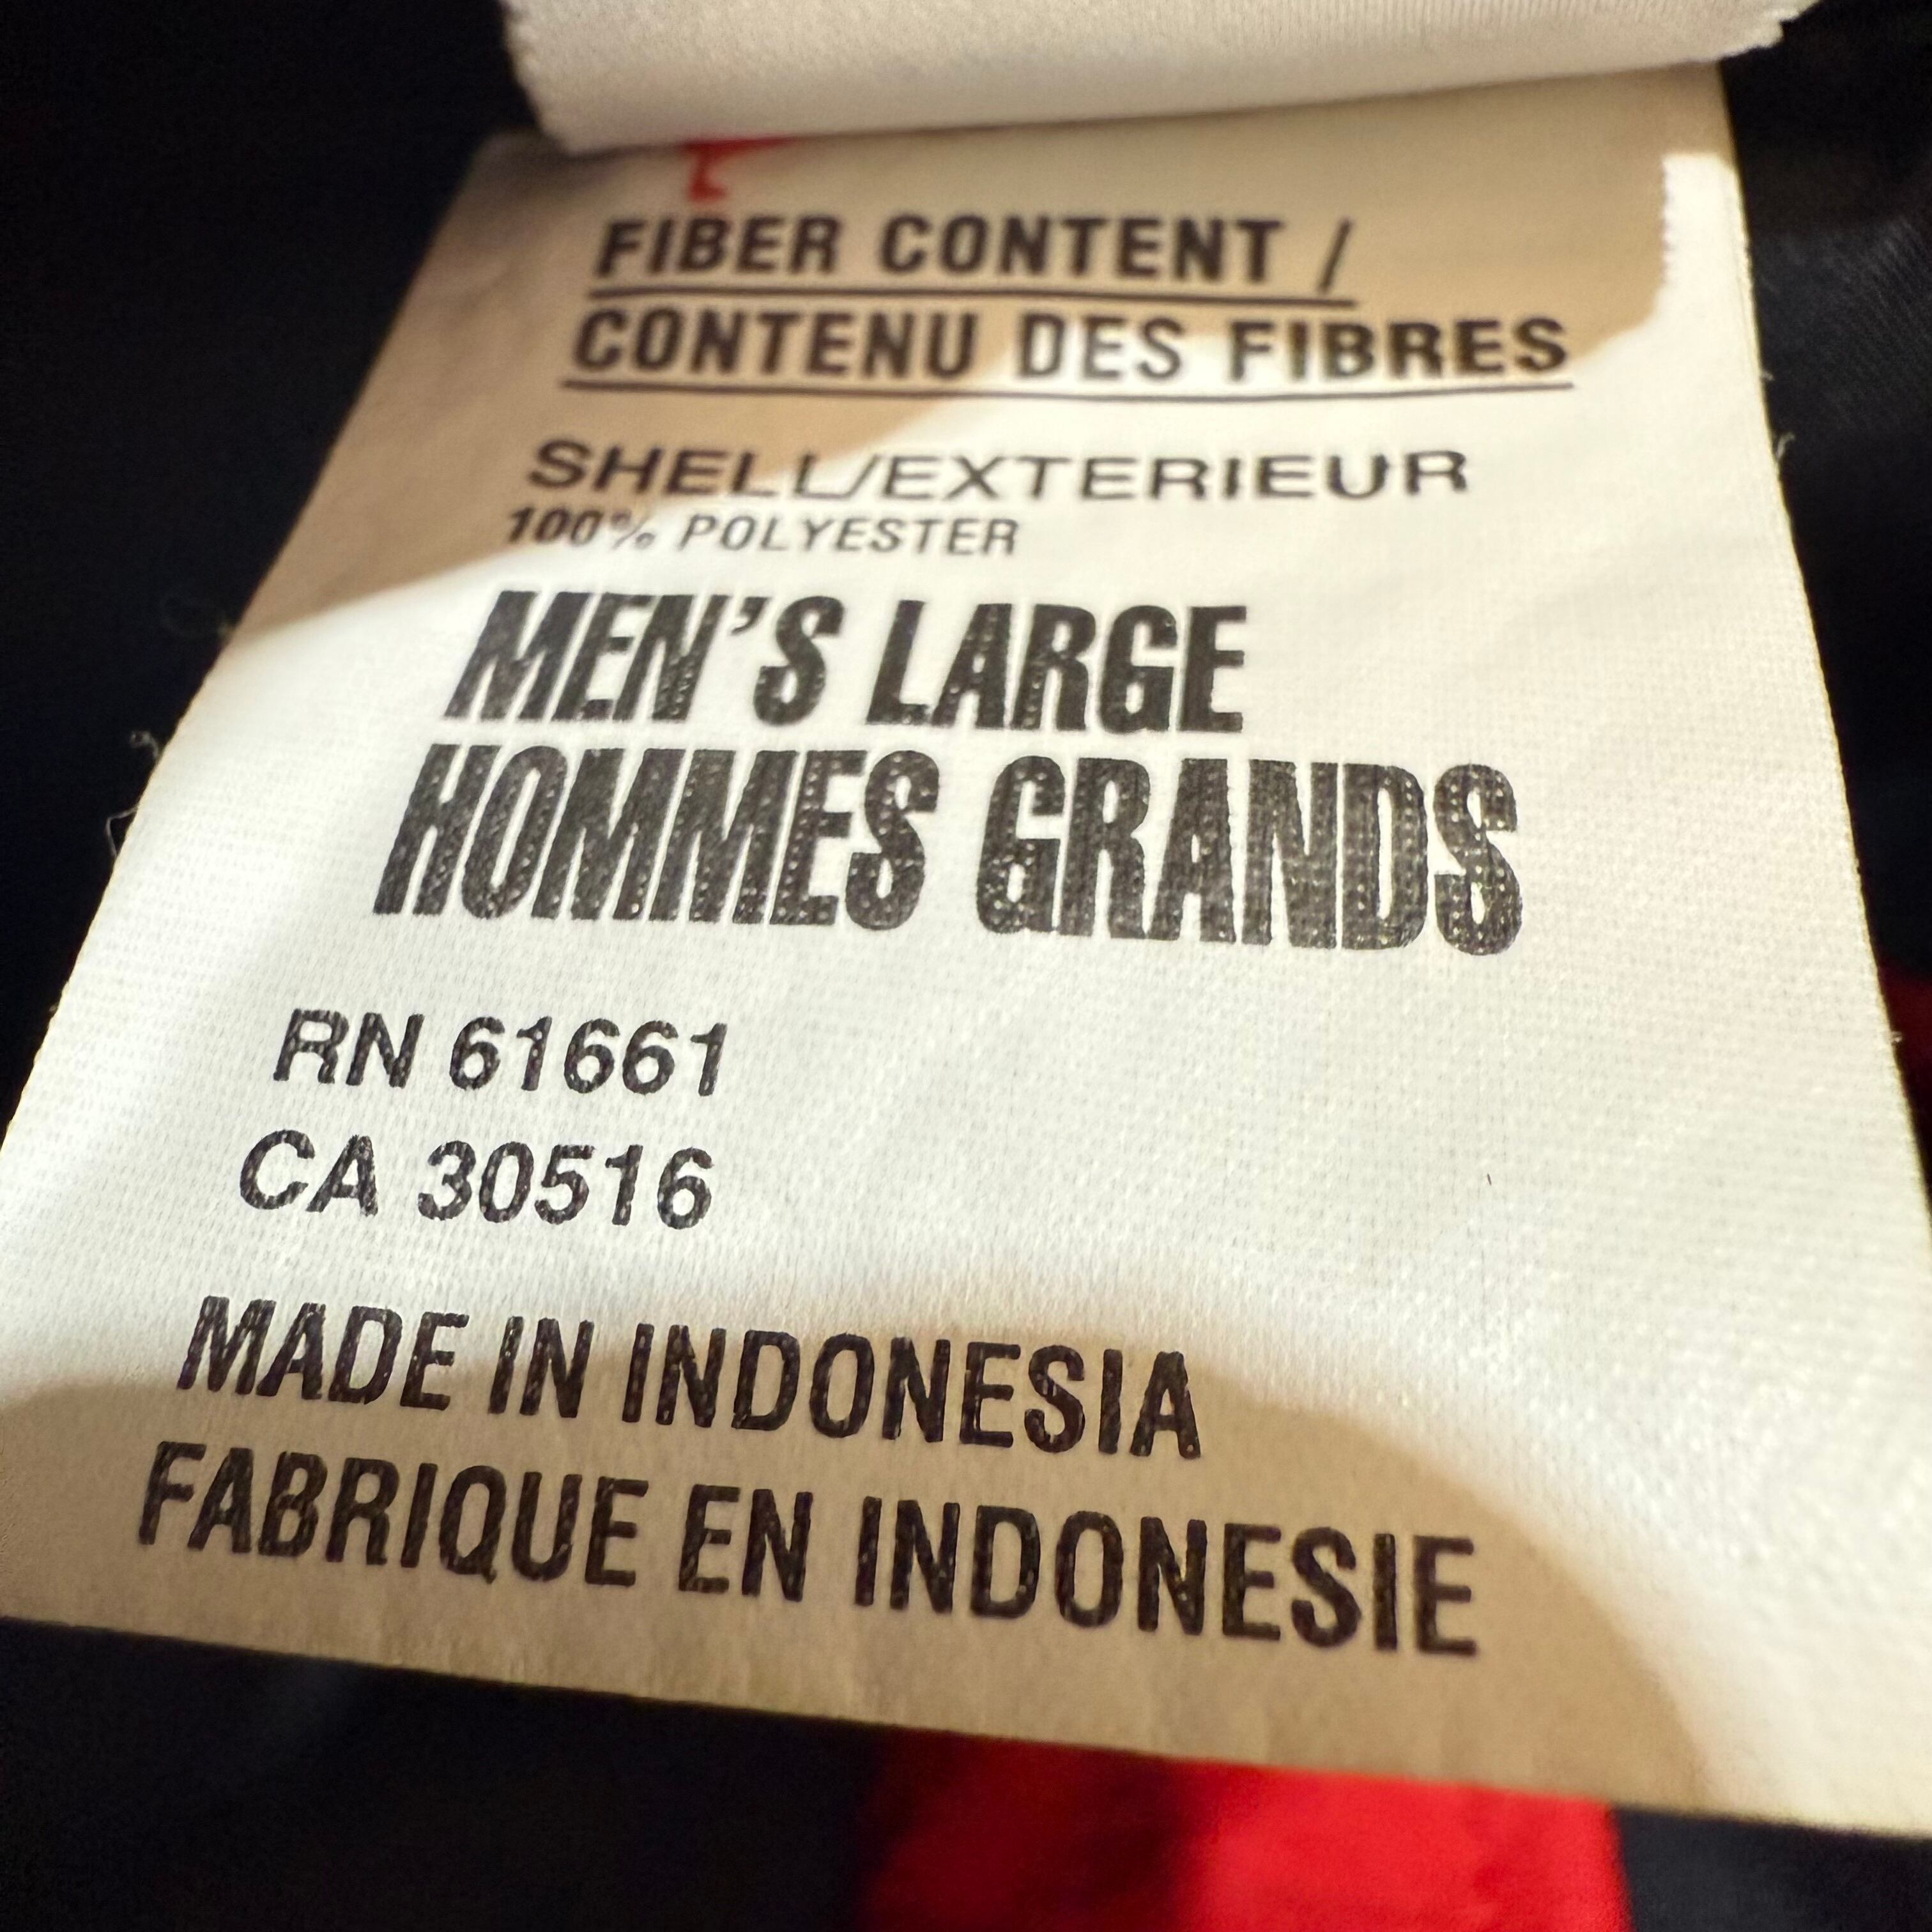 FIBER CONTENT /
CONTENU DES FIBRES
SHELL/EXTERIEUR
100% POLYESTER
MEN'S LARGE
HOMMES GRANDS
RN 61661
CA 30516
MADE IN INDONESIA
FABRIQUE EN INDONESIE